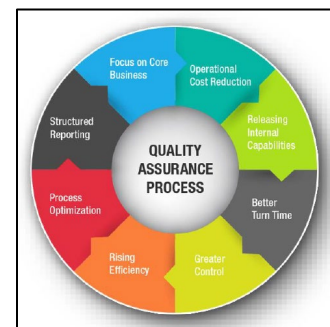 Focus on Core
Business
Operational
Cost Reduction
Releasing
Internal
Capabilities
Better
Turn Time
Greater
Control
Rising
Efficiency
Process
Optimization
Structured
Reporting
QUALITY
ASSURANCE
PROCESS